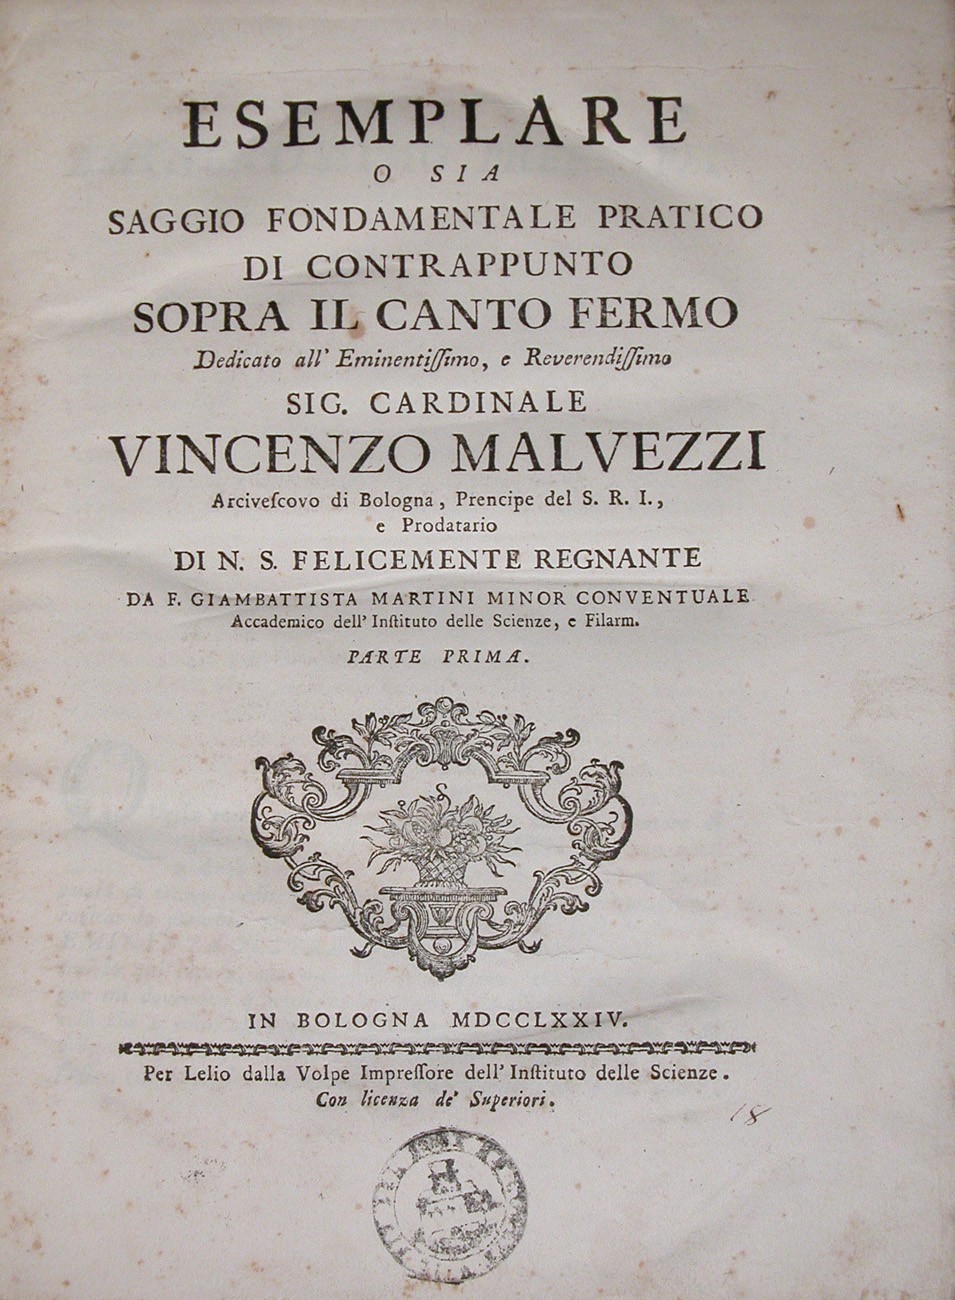 ESEMPLARE
O SIA
SAGGIO FONDAMENTALE PRATICO
DI CONTRAPPUNTO
SOPRA IL CANTO FERMO
Dedicato all' Eminentiſſimo, e Reverendiſſimo
SIG. CARDINALE
VINCENZO MALVEZZI
Arciveſcovo di Bologna, Prencipe del S. R. I.,
e Prodatario
DI N. S. FELICEMENTE REGNANTE
DA F. GIAMBATTISTA MARTINI MINOR CONVENTUALE
Accademico dell' Inſtituto delle Scienze, e Filarm.
PARTE PRIMA.
IN BOLOGNA MDCCLXXIV.
Per Lelio dalla Volpe Impreſſore dell' Inſtituto delle Scienze.
Con licenza de' Superiori.
18